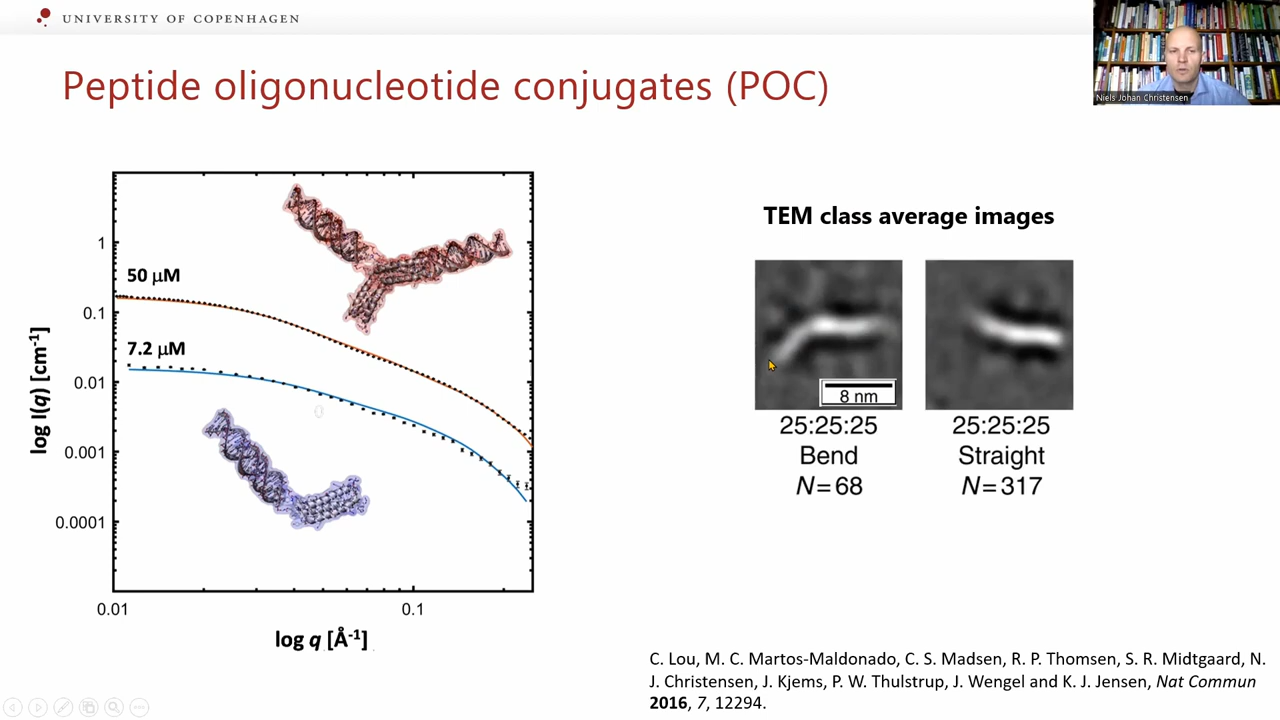 UNIVERSITY OF COPENHAGEN
Peptide oligonucleotide conjugates (POC)
Niels Johan Christensen
TEM class average images
50 μM
7.2 μM
1
0.1
0.01
0.001
0.0001
0.01
0.1
log I(q) [cm-1]
log q [Å-1]
8 nm
25:25:25
Bend
N=68
25:25:25
Straight
N=317
C. Lou, M. C. Martos-Maldonado, C. S. Madsen, R. P. Thomsen, S. R. Midtgaard, N.
J. Christensen, J. Kjems, P. W. Thulstrup, J. Wengel and K. J. Jensen, Nat Commun
2016, 7, 12294.